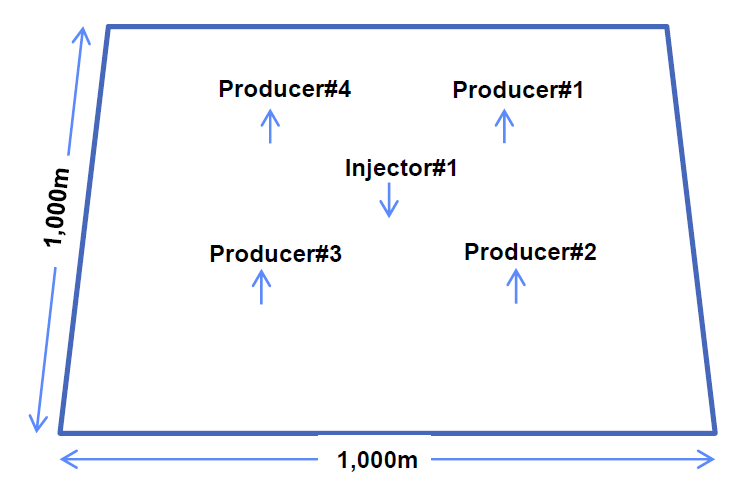 Producer#4
Producer#1
Injector#1
1,000m
Producer#3
Producer#2
1,000m